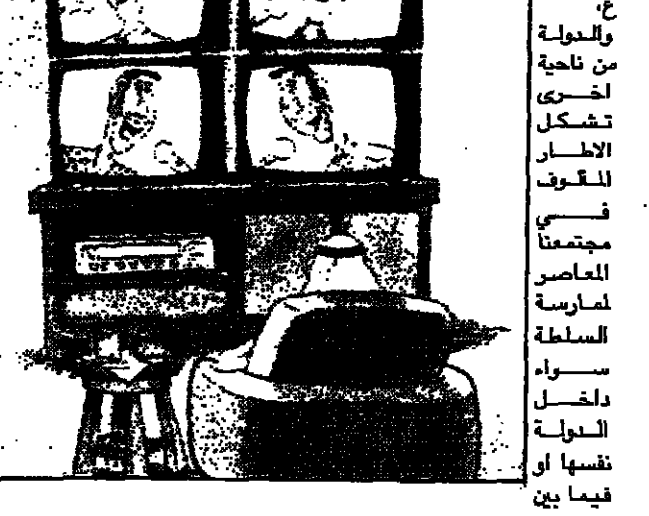 ع،
والدولة
من ناحية
اخرى
تشكل
الاطار
المألوف
في
مجتمعنا
المعاصر
لممارسة
السلطة
سواء
داخل
الدولة
نفسها او
فيما بين